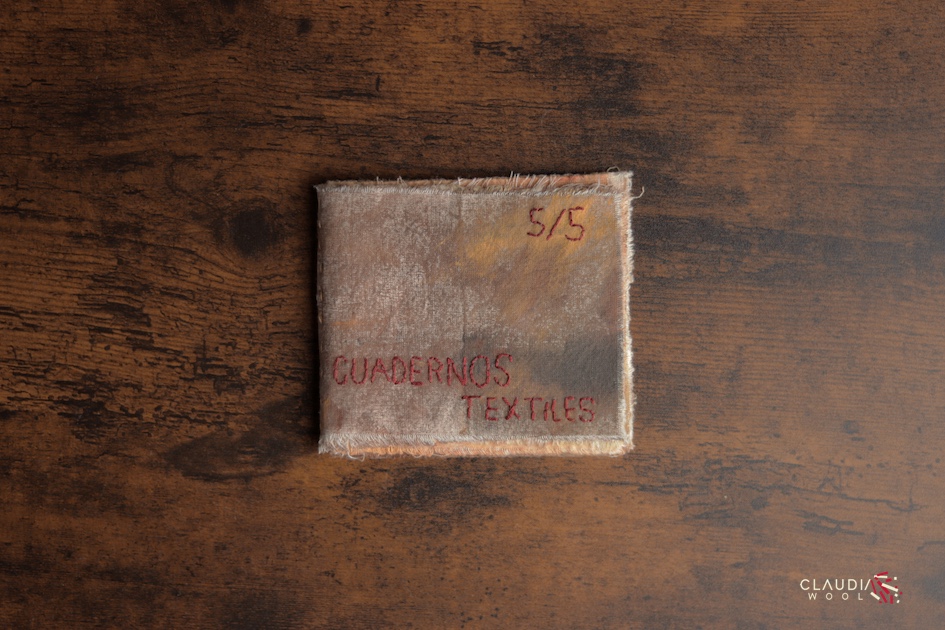 5/5
CUADERNOS
TEXTILES
CLAUDIA
WOOL